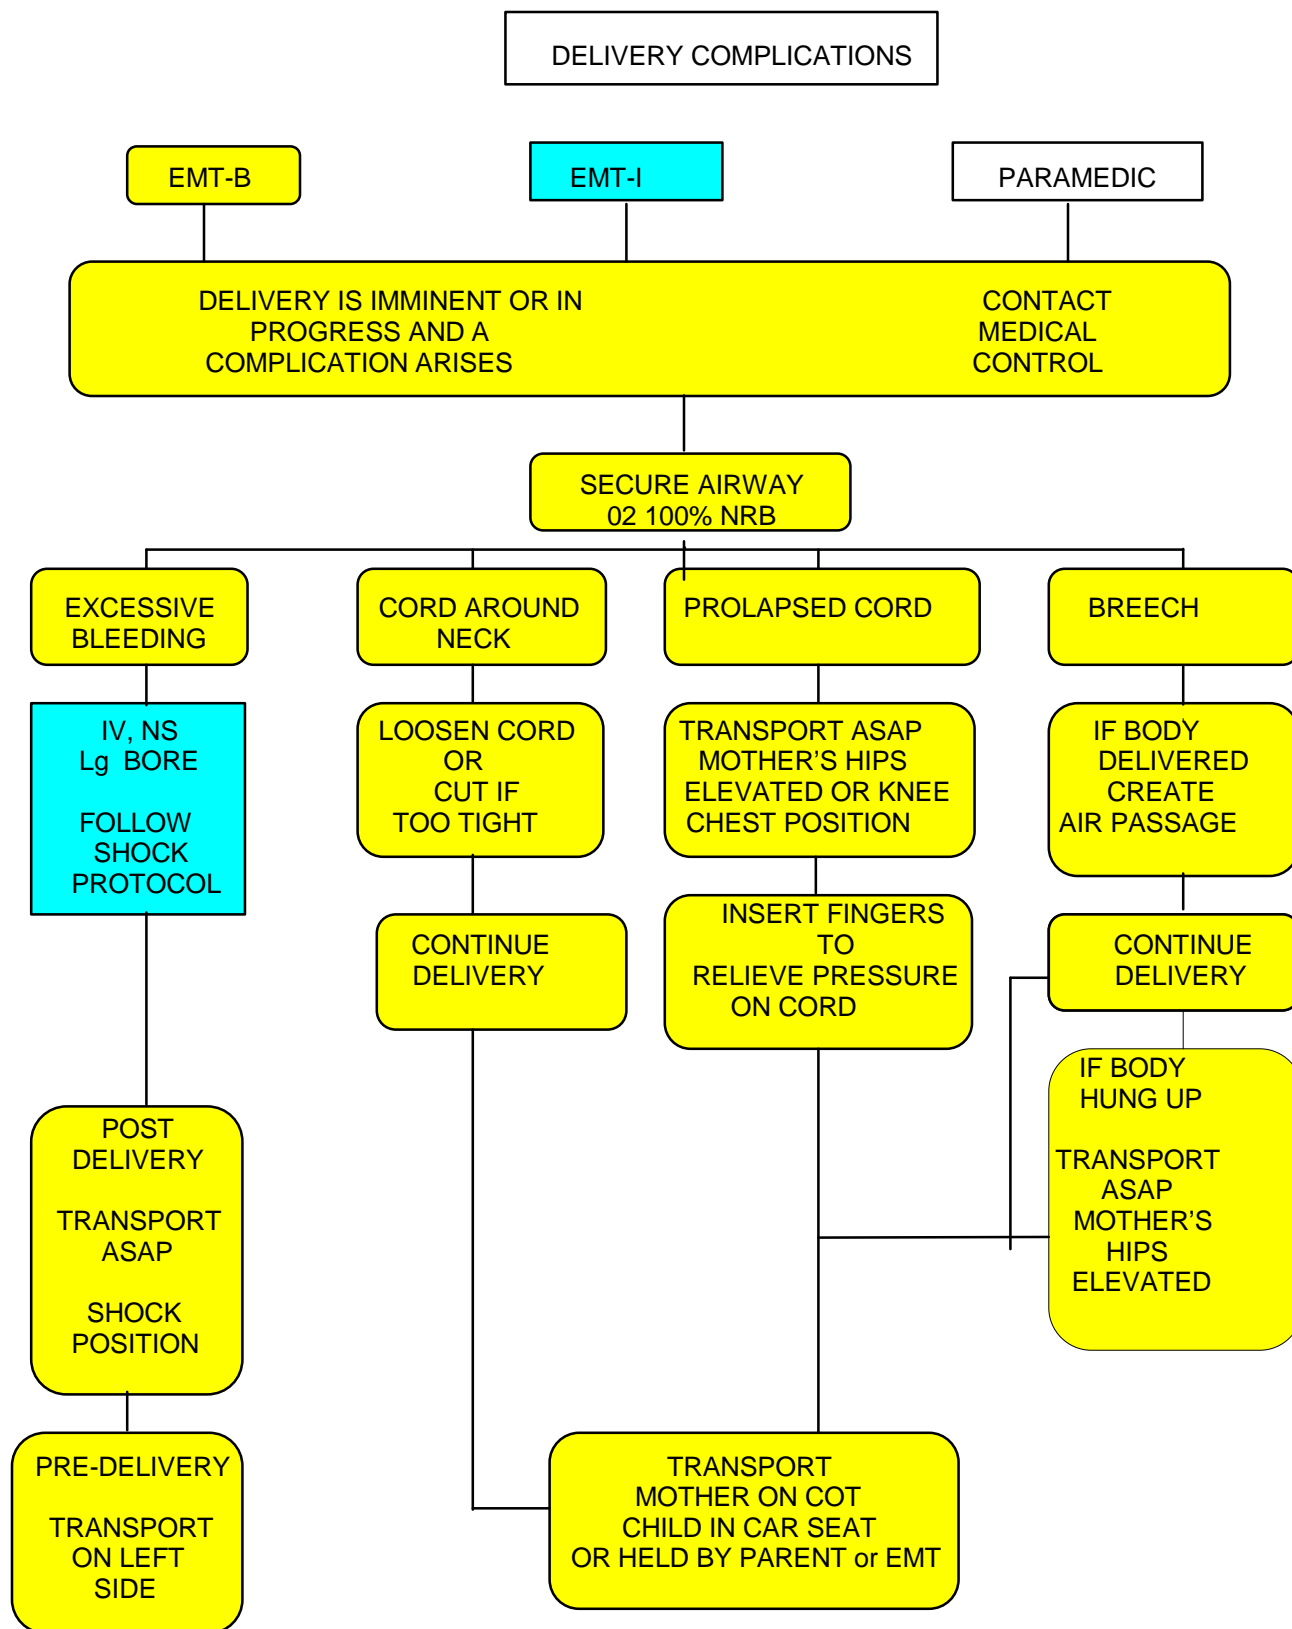 DELIVERY COMPLICATIONS
EMT-B
EMT-I
PARAMEDIC
DELIVERY IS IMMINENT OR IN
PROGRESS AND A
COMPLICATION ARISES
CONTACT
MEDICAL
CONTROL
SECURE AIRWAY
02 100% NRB
EXCESSIVE
BLEEDING
CORD AROUND
NECK
PROLAPSED CORD
BREECH
IV, NS
Lg BORE
FOLLOW
SHOCK
PROTOCOL
LOOSEN CORD
OR
CUT IF
TOO TIGHT
TRANSPORT ASAP
MOTHER’S HIPS
ELEVATED OR KNEE
CHEST POSITION
IF BODY
DELIVERED
CREATE
AIR PASSAGE
CONTINUE
DELIVERY
INSERT FINGERS
TO
RELIEVE PRESSURE
ON CORD
CONTINUE
DELIVERY
IF BODY
HUNG UP
TRANSPORT
ASAP
MOTHER’S
HIPS
ELEVATED
POST
DELIVERY
TRANSPORT
ASAP
SHOCK
POSITION
PRE-DELIVERY
TRANSPORT
ON LEFT
SIDE
TRANSPORT
MOTHER ON COT
CHILD IN CAR SEAT
OR HELD BY PARENT or EMT